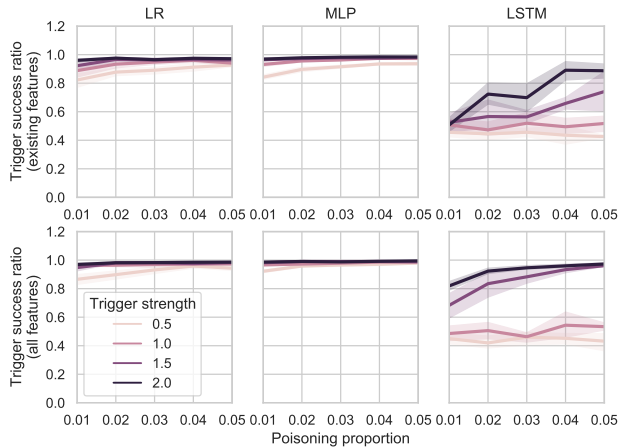 LR MLP LSTM
Trigger success ratio
(existing features)
1.2
1.0
0.8
0.6
0.4
0.2
0.0
0.01 0.02 0.03 0.04 0.05 0.01 0.02 0.03 0.04 0.05 0.01 0.02 0.03 0.04 0.05
Trigger success ratio
(all features)
1.2
1.0
0.8
0.6
0.4
0.2
0.0
Trigger strength
0.5
1.0
1.5
2.0
0.01 0.02 0.03 0.04 0.05 0.01 0.02 0.03 0.04 0.05 0.01 0.02 0.03 0.04 0.05
Poisoning proportion